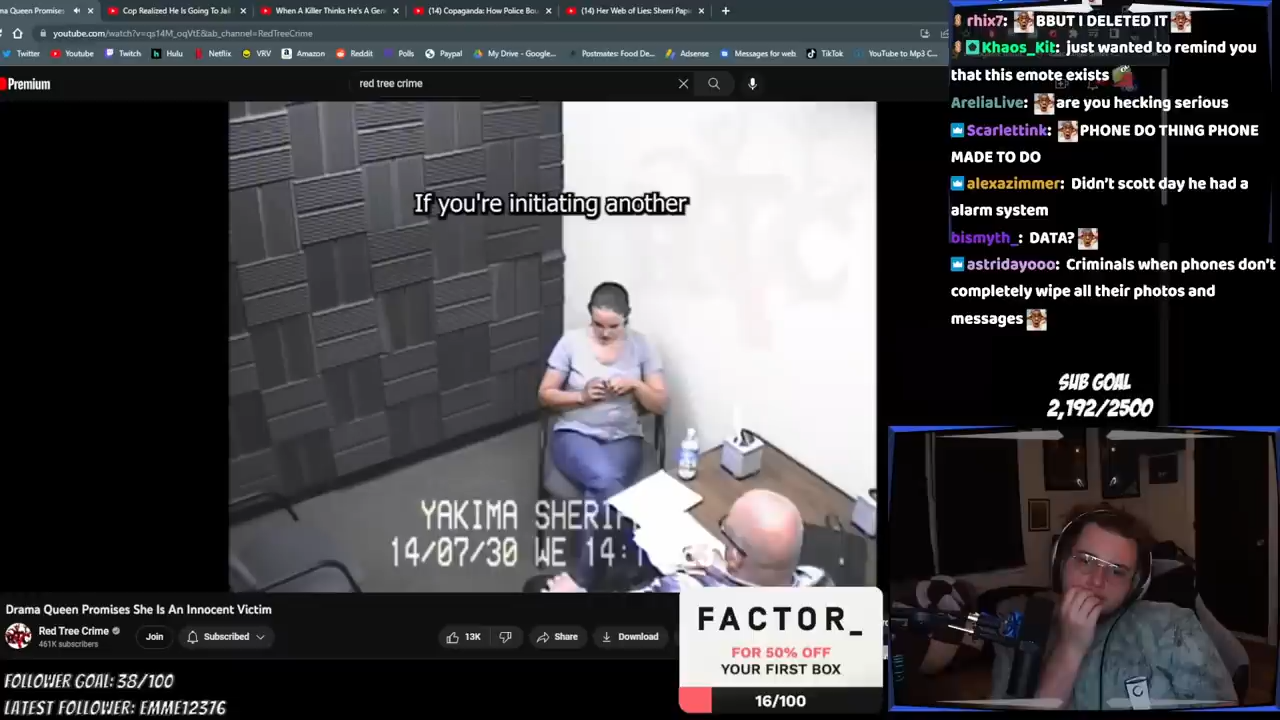 ma Queen Promises
Cop Realized He Is Going To Jail
When A Killer Thinks He's A Gen
(14) Copaganda: How Police Bou
(14) Her Web of Lies: Sherri Pap
youtube.com/watch?v=qs14M_oqVtE&ab_channel=RedTreeCrime
Twitter
YouTube
Hulu
Netflix
VRV
Amazon
Reddit
Polls
Paypal
My Drive - Google...
Postmates: Food De...
Adsense
Messages for web
TikTok
YouTube to Mp3 C...
Premium
red tree crime
If you're initiating another
YAKIMA SHERIF
14/07/30 WE 14:1
Drama Queen Promises She Is An Innocent Victim
Red Tree Crime
461K subscribers
Join
Subscribed
13K
Share
Download
FOLLOWER GOAL: 38/100
LATEST FOLLOWER: EMME12376
FACTOR_
FOR 50% OFF
YOUR FIRST BOX
16/100
rhix7: BBUT I DELETED IT
Khaos_Kit: just wanted to remind you
that this emote exists
AreliaLive: are you hecking serious
Scarlettink: PHONE DO THING PHONE
MADE TO DO
alexazimmer: Didn't scott day he had a
alarm system
bismyth_: DATA?
astridayooo: Criminals when phones don't
completely wipe all their photos and
messages
SUB GOAL
2,192/2500